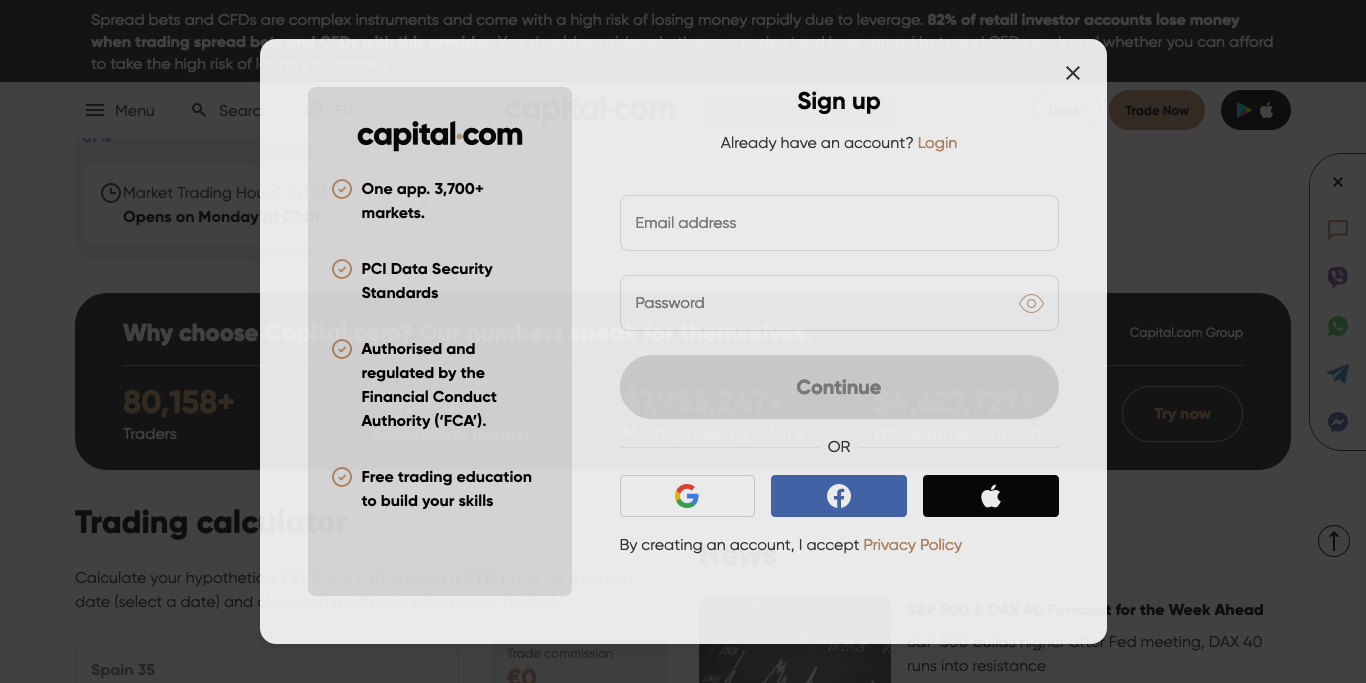 Spread bets and CFDs are complex instruments and come with a high risk of losing money rapidly due to leverage. 82% of retail investor accounts lose money
when trading spread bets and CFDs with this provider. You should consider whether you understand how spread bets and CFDs work and whether you can afford
to take the high risk of losing your money.
Menu
Search
EN
capital.com
Log In
Trade Now
Market Trading Hours* (UTC)
Opens on Monday at 07:01
Why choose Capital.com? Our numbers speak for themselves.
Capital.com Group
80,158+
Traders
Active clients monthly
Monthly investing volume
Withdrawn each month
Try now
Trading calculator
Calculate your hypothetical P&L if you had opened a CFD trade on a certain
date (select a date) and closed on a different date (select a date).
Spain 35
Trade commission
€0
News
S&P 500 & DAX 40 Forecast for the Week Ahead
S&P 500 builds higher after Fed meeting, DAX 40
runs into resistance
capital.com
One app. 3,700+
markets.
PCI Data Security
Standards
Authorised and
regulated by the
Financial Conduct
Authority (‘FCA’).
Free trading education
to build your skills
Sign up
Already have an account? Login
Email address
Password
Continue
OR
By creating an account, I accept Privacy Policy